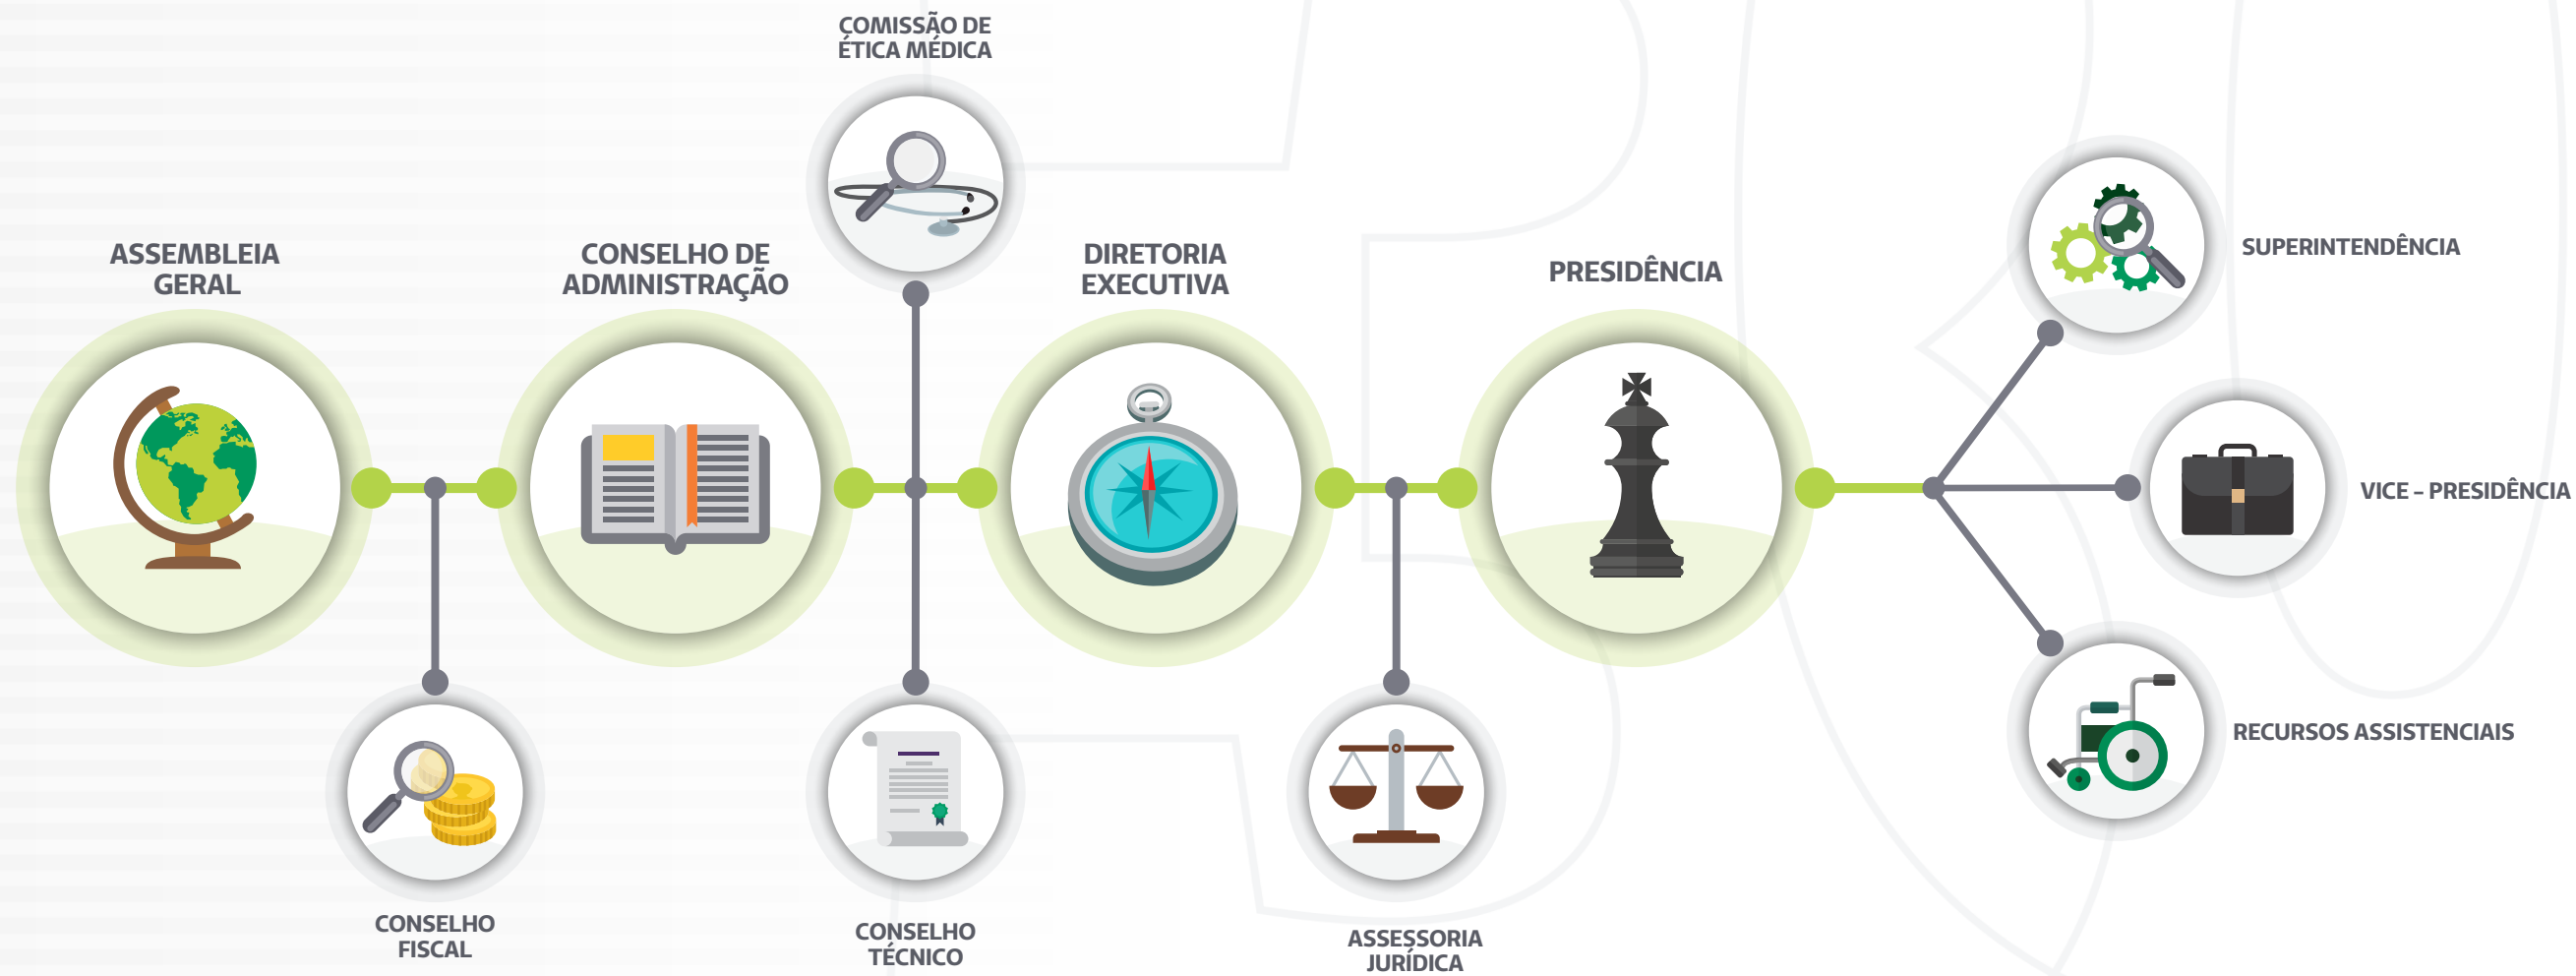 COMISSÃO DE
ÉTICA MÉDICA
ASSEMBLEIA
GERAL
CONSELHO DE
ADMINISTRAÇÃO
DIRETORIA
EXECUTIVA
PRESIDÊNCIA
SUPERINTENDÊNCIA
VICE – PRESIDÊNCIA
RECURSOS ASSISTENCIAIS
CONSELHO
FISCAL
CONSELHO
TÉCNICO
ASSESSORIA
JURÍDICA